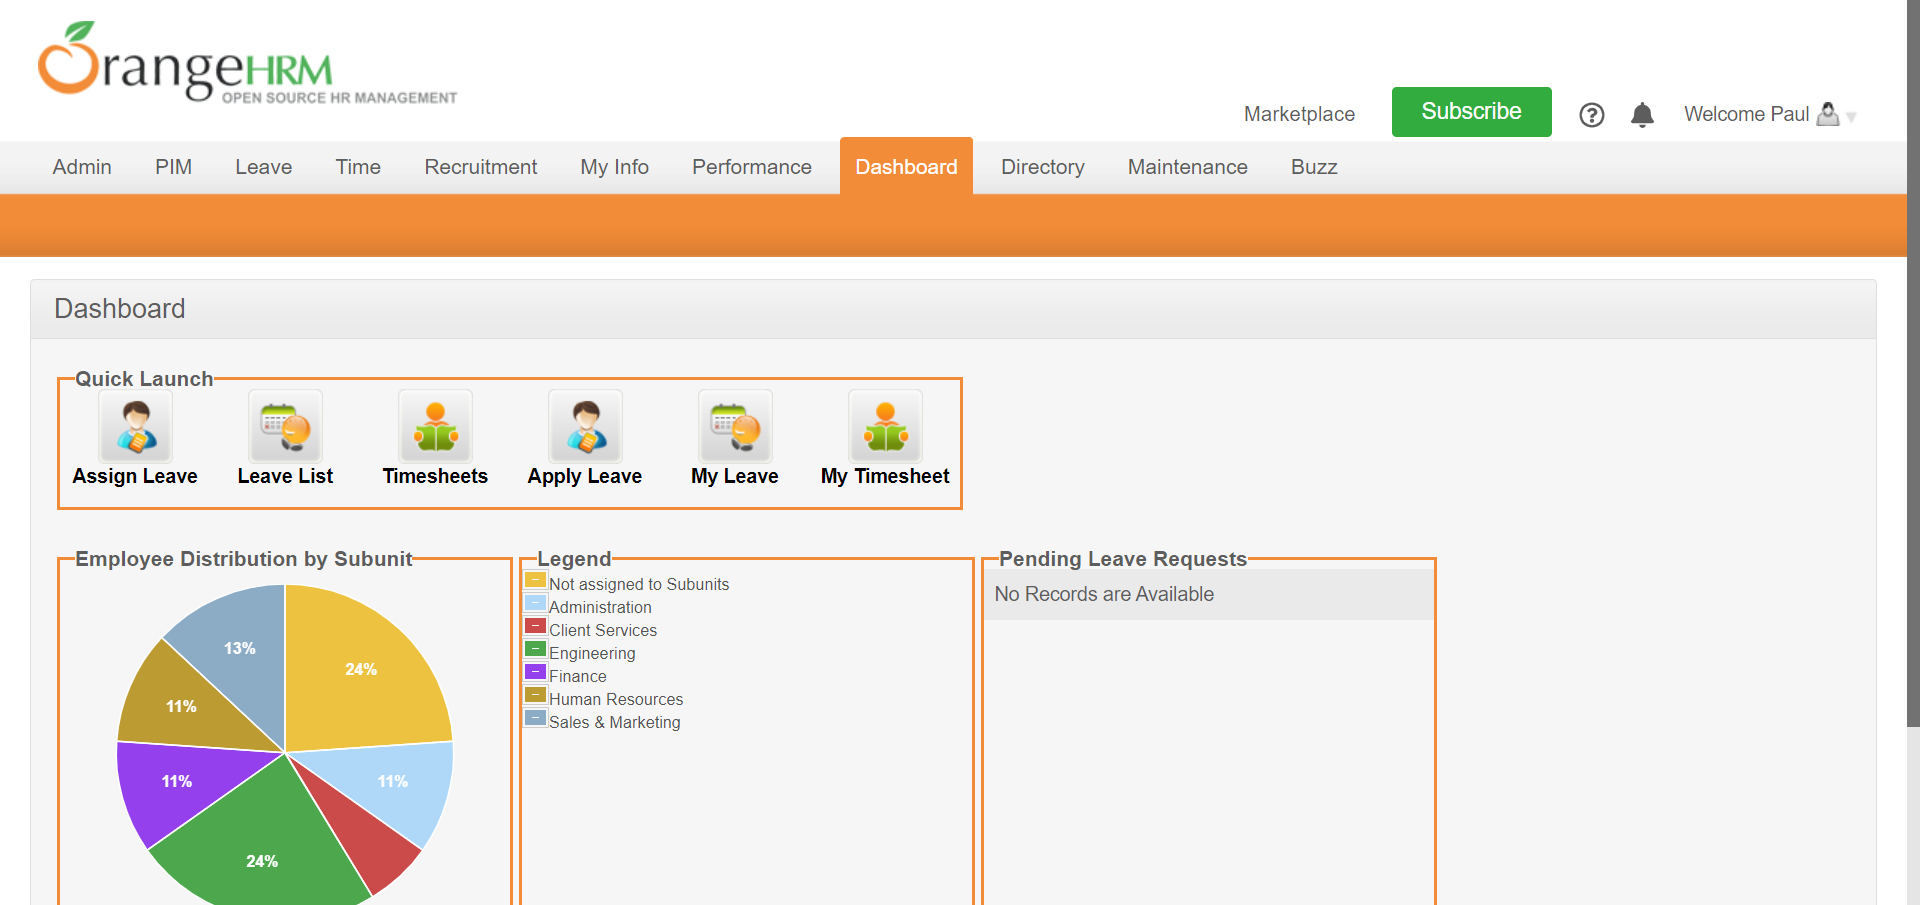 OrangeHRM
OPEN SOURCE HR MANAGEMENT
Marketplace
Subscribe
Welcome Paul
Admin
PIM
Leave
Time
Recruitment
My Info
Performance
Dashboard
Directory
Maintenance
Buzz
Dashboard
Quick Launch
Assign Leave
Leave List
Timesheets
Apply Leave
My Leave
My Timesheet
Employee Distribution by Subunit
13%
24%
11%
11%
11%
24%
Legend
Not assigned to Subunits
Administration
Client Services
Engineering
Finance
Human Resources
Sales & Marketing
Pending Leave Requests
No Records are Available